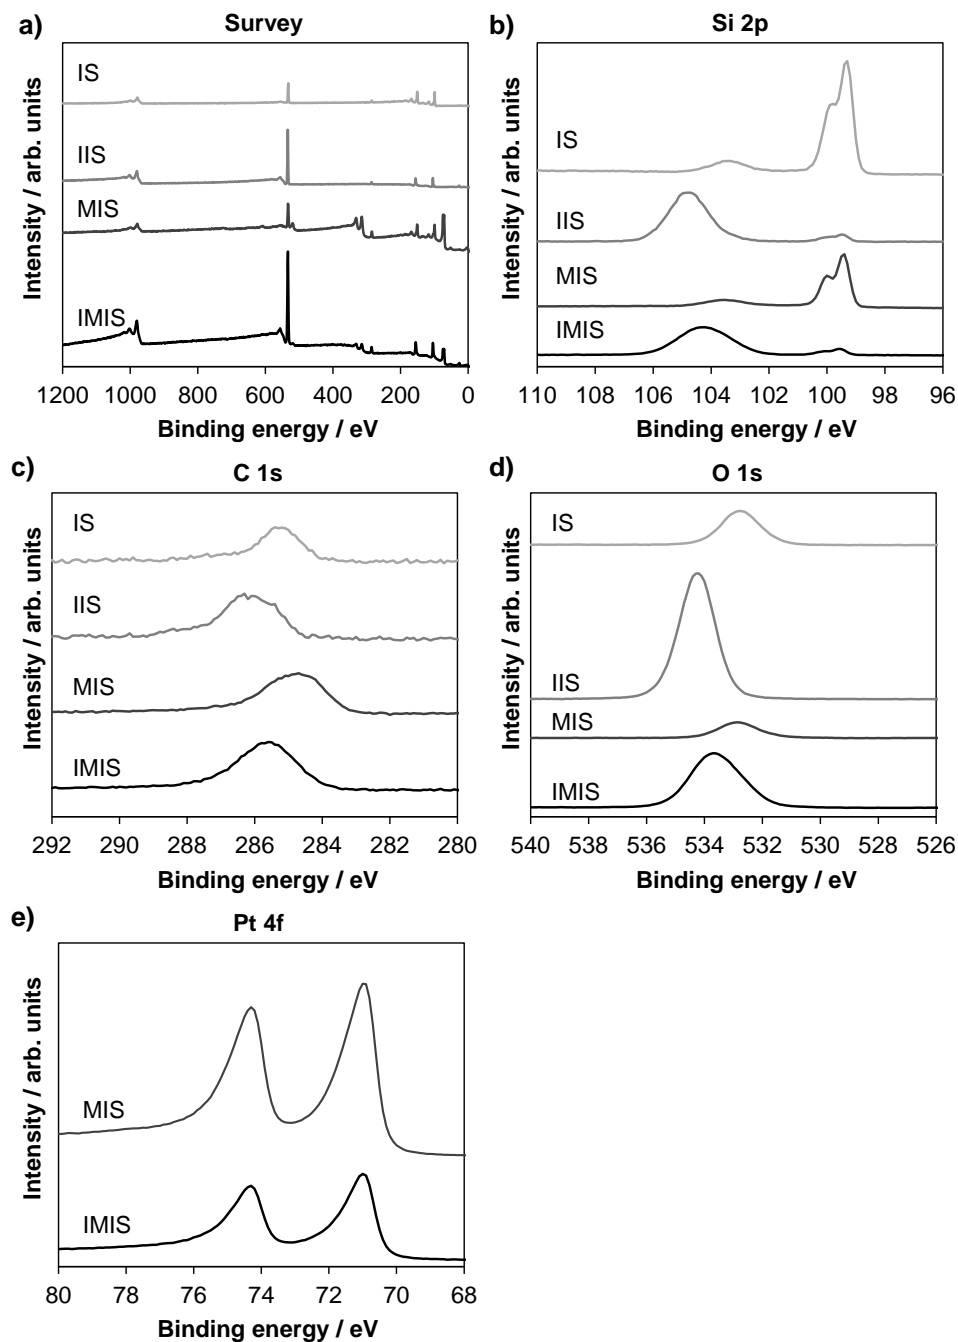 a)
Survey
Intensity / arb. units
IS
IIS
MIS
IMIS
1200 1000 800 600 400 200 0
Binding energy / eV
b)
Si 2p
Intensity / arb. units
IS
IIS
MIS
IMIS
110 108 106 104 102 100 98 96
Binding energy / eV
c)
C 1s
Intensity / arb. units
IS
IIS
MIS
IMIS
292 290 288 286 284 282 280
Binding energy / eV
d)
O 1s
Intensity / arb. units
IS
IIS
MIS
IMIS
540 538 536 534 532 530 528 526
Binding energy / eV
e)
Pt 4f
Intensity / arb. units
MIS
IMIS
80 78 76 74 72 70 68
Binding energy / eV